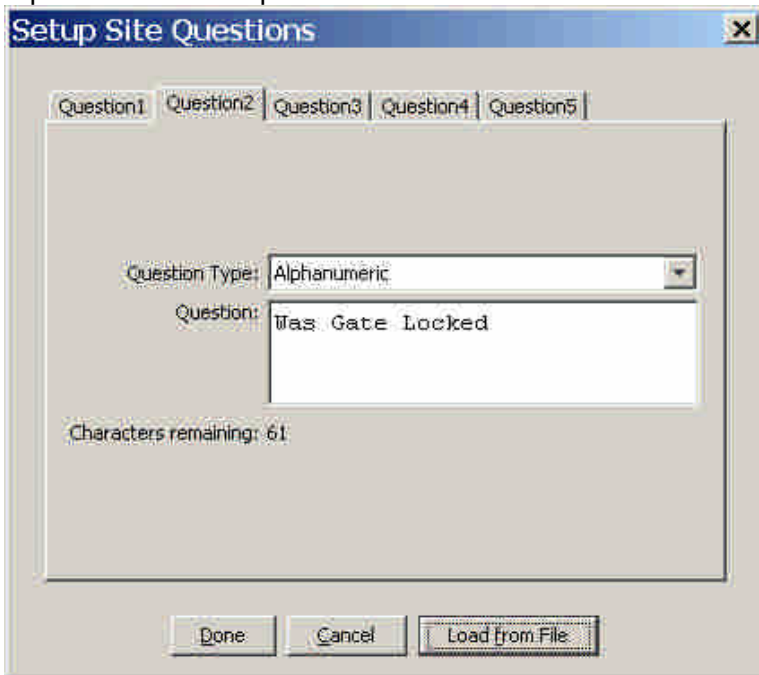 Setup Site Questions
Question1 Question2 Question3 Question4 Question5
Question Type: Alphanumeric
Question: Was Gate Locked
Characters remaining: 61
Done Cancel Load from File